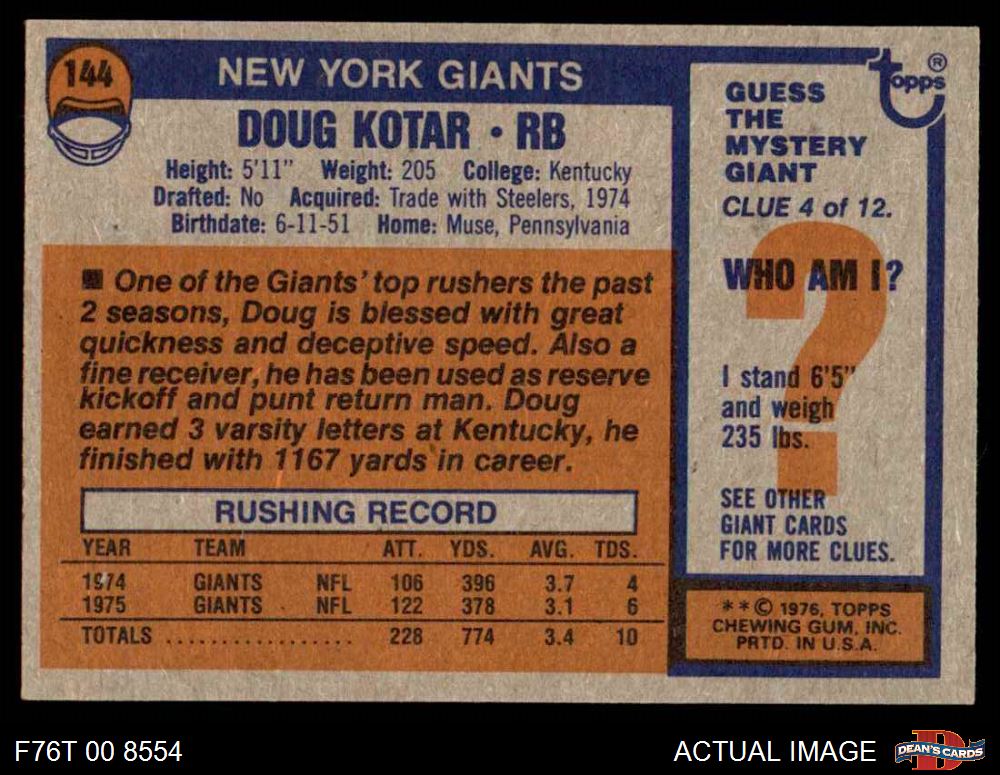 144
NEW YORK GIANTS
DOUG KOTAR • RB
Height: 5'11" Weight: 205 College: Kentucky
Drafted: No Acquired: Trade with Steelers, 1974
Birthdate: 6-11-51 Home: Muse, Pennsylvania
One of the Giants' top rushers the past
2 seasons, Doug is blessed with great
quickness and deceptive speed. Also a
fine receiver, he has been used as reserve
kickoff and punt return man. Doug
earned 3 varsity letters at Kentucky, he
finished with 1167 yards in career.
RUSHING RECORD
YEAR TEAM ATT. YDS. AVG. TDS.
1974 GIANTS NFL 106 396 3.7 4
1975 GIANTS NFL 122 378 3.1 6
TOTALS .................. 228 774 3.4 10
topps ®
GUESS
THE
MYSTERY
GIANT
CLUE 4 of 12.
WHO AM I?
?
I stand 6'5"
and weigh
235 lbs.
SEE OTHER
GIANT CARDS
FOR MORE CLUES.
**© 1976, TOPPS
CHEWING GUM, INC.
PRTD. IN U.S.A.
F76T 00 8554
ACTUAL IMAGE
D
DEAN'S CARDS